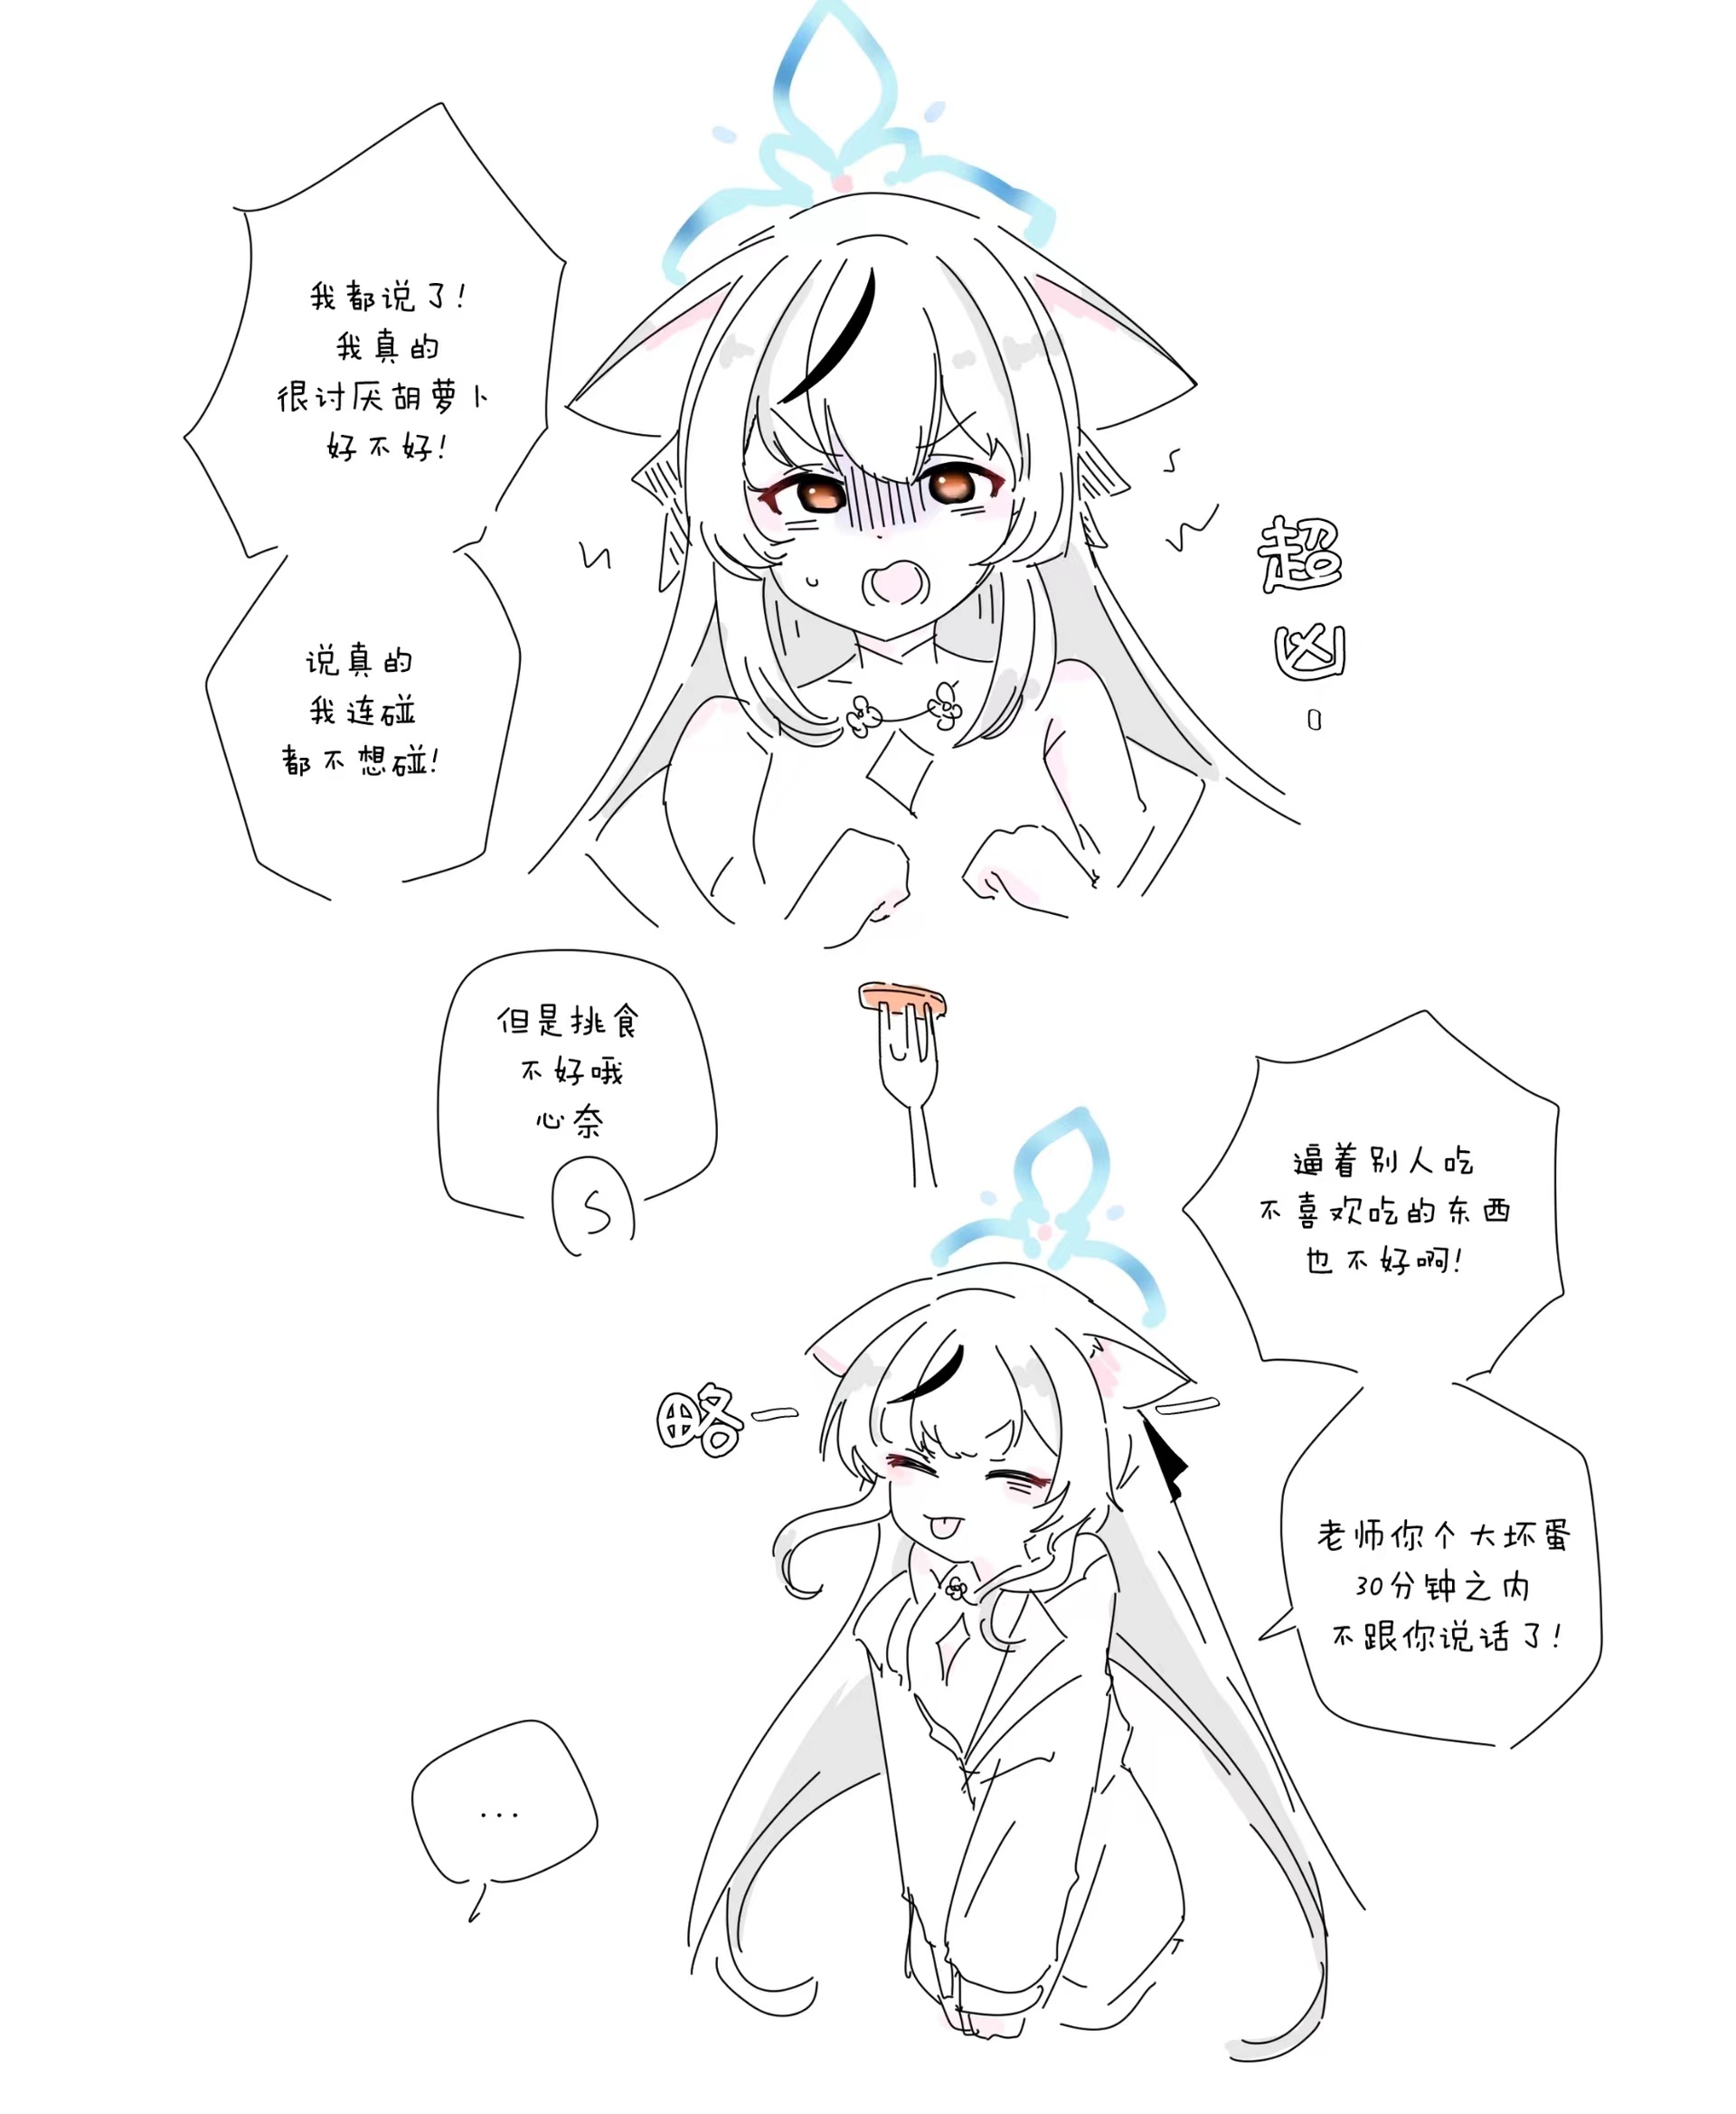 我都说了!
我真的
很讨厌胡萝卜
好不好!
说真的
我连碰
都不想碰!
超
凶
!
但是挑食
不好哦
心奈
S
逼着别人吃
不喜欢吃的东西
也不好啊!
略—
老师你个大坏蛋
30分钟之内
不跟你说话了!
...